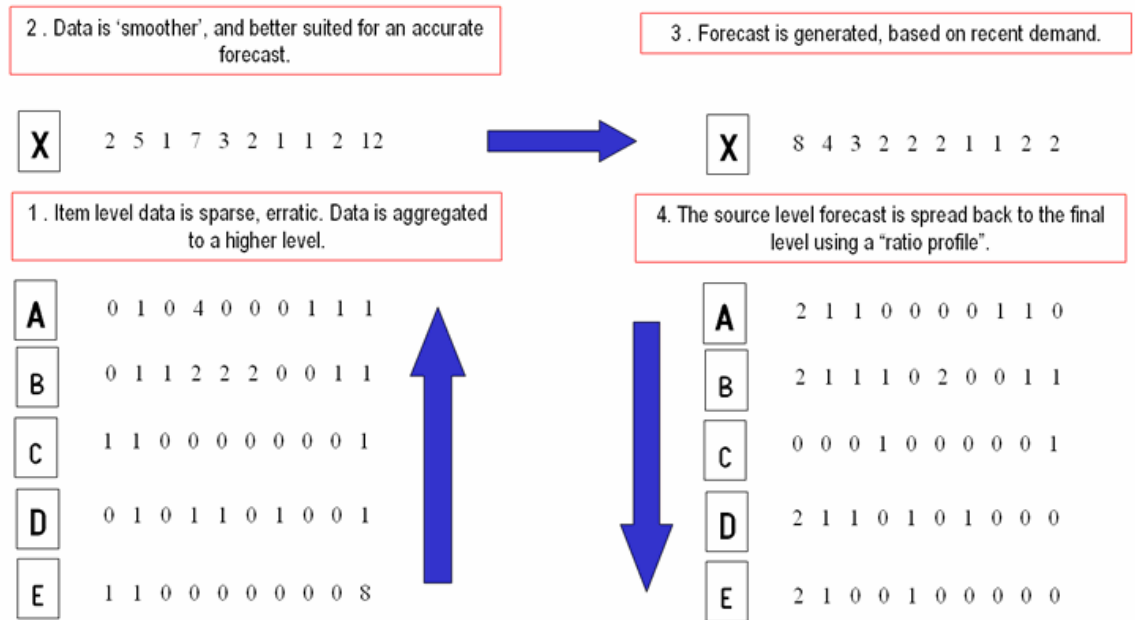 2 . Data is ‘smoother’, and better suited for an accurate
forecast.
3 . Forecast is generated, based on recent demand.
X 2 5 1 7 3 2 1 1 2 12
X 8 4 3 2 2 2 1 1 2 2
1 . Item level data is sparse, erratic. Data is aggregated
to a higher level.
4. The source level forecast is spread back to the final
level using a “ratio profile”.
A 0 1 0 4 0 0 0 1 1 1
B 0 1 1 2 2 2 0 0 1 1
C 1 1 0 0 0 0 0 0 0 1
D 0 1 0 1 1 0 1 0 0 1
E 1 1 0 0 0 0 0 0 0 8
A 2 1 1 0 0 0 0 1 1 0
B 2 1 1 1 0 2 0 0 1 1
C 0 0 0 1 0 0 0 0 0 1
D 2 1 1 0 1 0 1 0 0 0
E 2 1 0 0 1 0 0 0 0 0